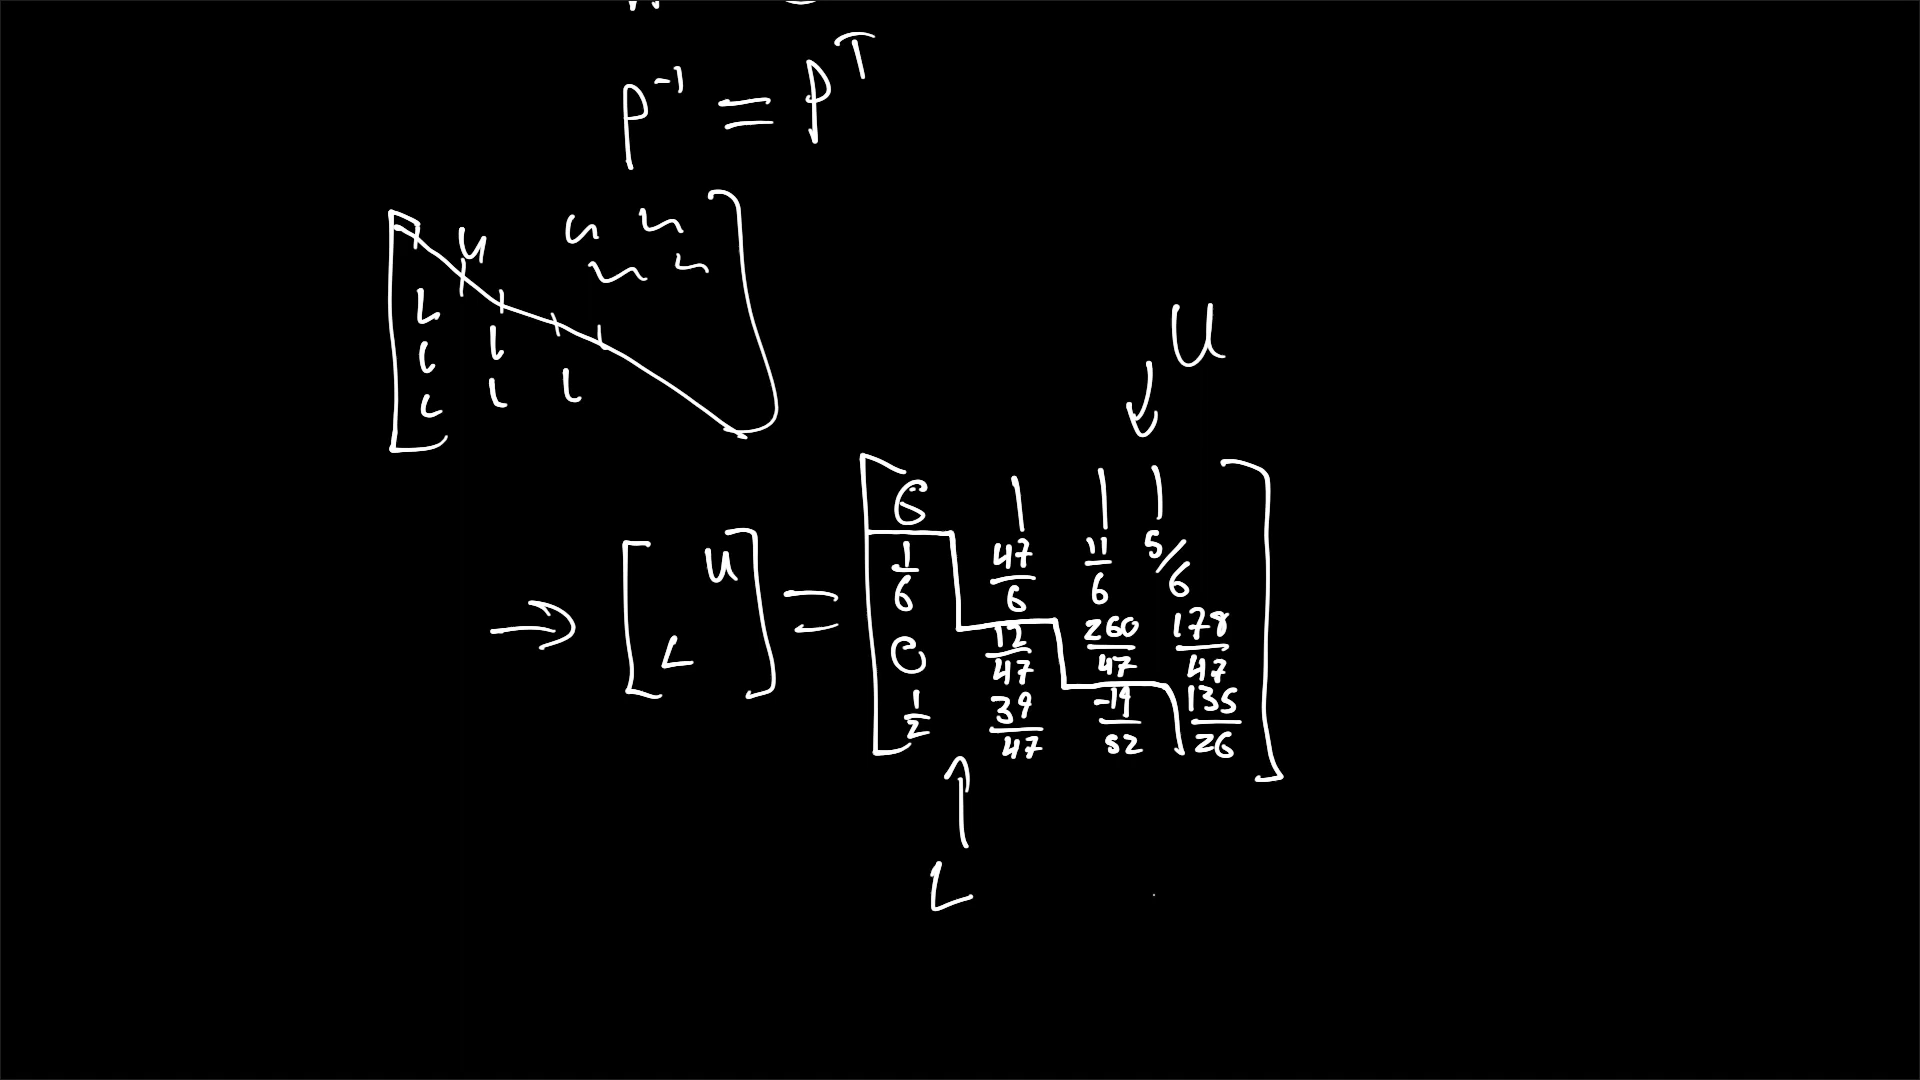 P⁻¹ = Pᵀ
u u u
u u
L
L L
L L L
U
→ [ U L ] =
6 1 1 1
1/6 47/6 11/6 5/6
0 12/47 260/47 178/47
1/2 39/47 -19/52 135/26
L